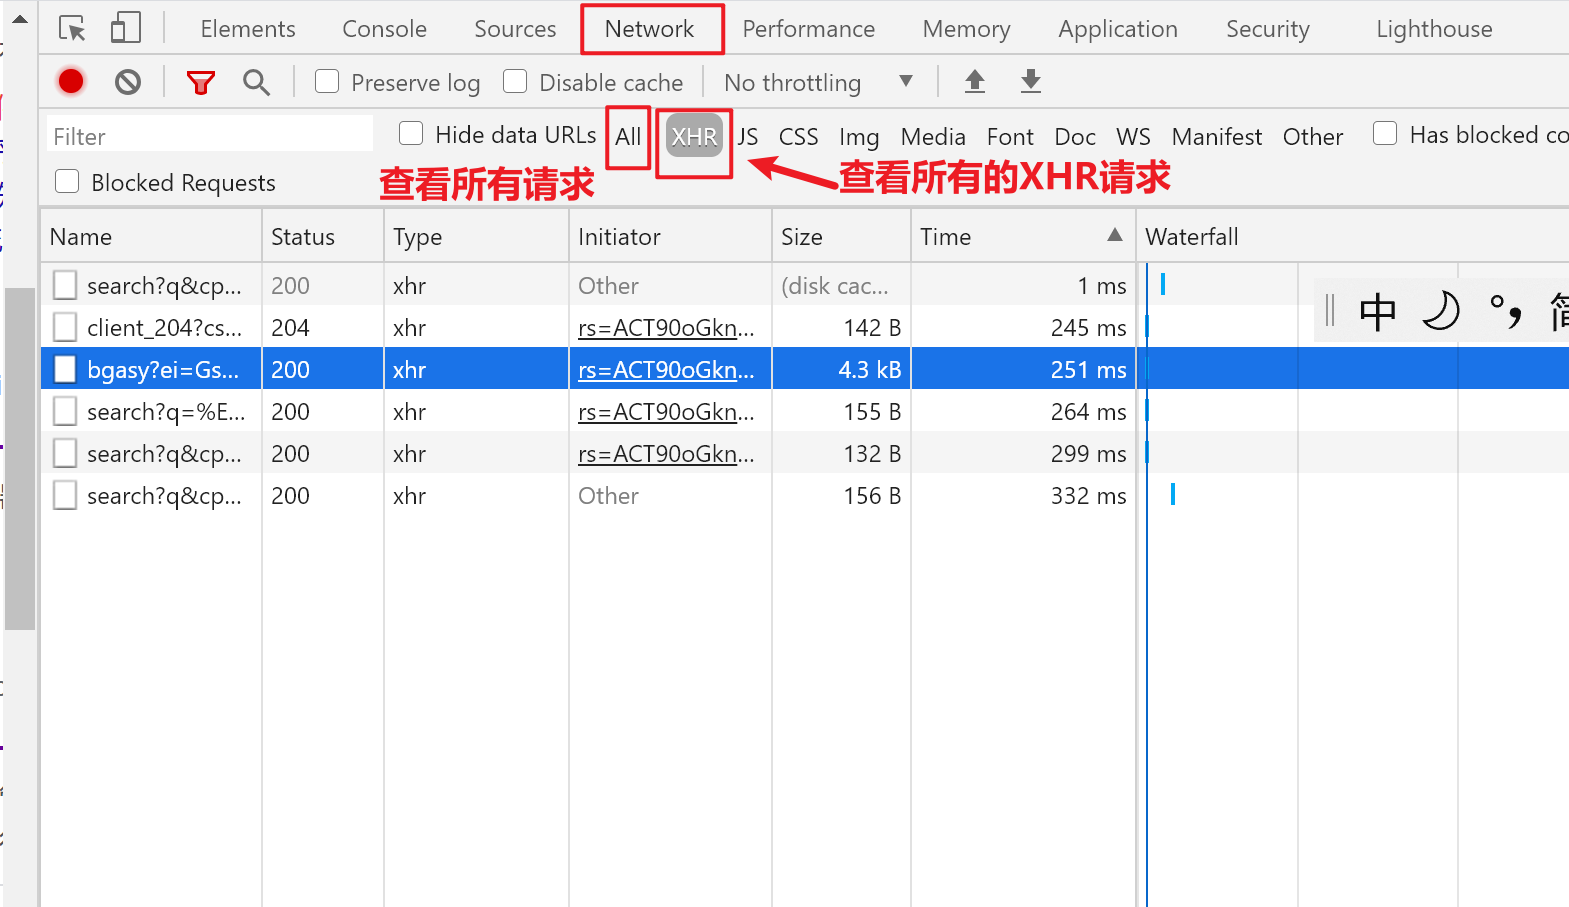 Elements Console Sources Network Performance Memory Application Security Lighthouse
Preserve log Disable cache No throttling
Filter Hide data URLs All XHR JS CSS Img Media Font Doc WS Manifest Other Has blocked co
Blocked Requests 查看所有请求 查看所有的XHR请求
Name Status Type Initiator Size Time Waterfall
search?q&cp... 200 xhr Other (disk cac... 1 ms
中 简
client_204?cs... 204 xhr rs=ACT90oGkn... 142 B 245 ms
bgasy?ei=Gs... 200 xhr rs=ACT90oGkn... 4.3 kB 251 ms
search?q=%E... 200 xhr rs=ACT90oGkn... 155 B 264 ms
search?q&cp... 200 xhr rs=ACT90oGkn... 132 B 299 ms
search?q&cp... 200 xhr Other 156 B 332 ms